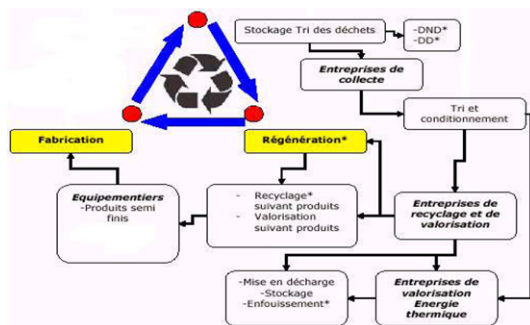 Stockage Tri des déchets
-DND*
-DD*
Entreprises de
collecte
Tri et
conditionnement
Fabrication
Régénération*
Equipementiers
-Produits semi
finis
- Recyclage*
suivant produits
- Valorisation
suivant produits
Entreprises de
recyclage et de
valorisation
-Mise en décharge
-Stockage
-Enfouissement*
Entreprises de
valorisation
Energie
thermique